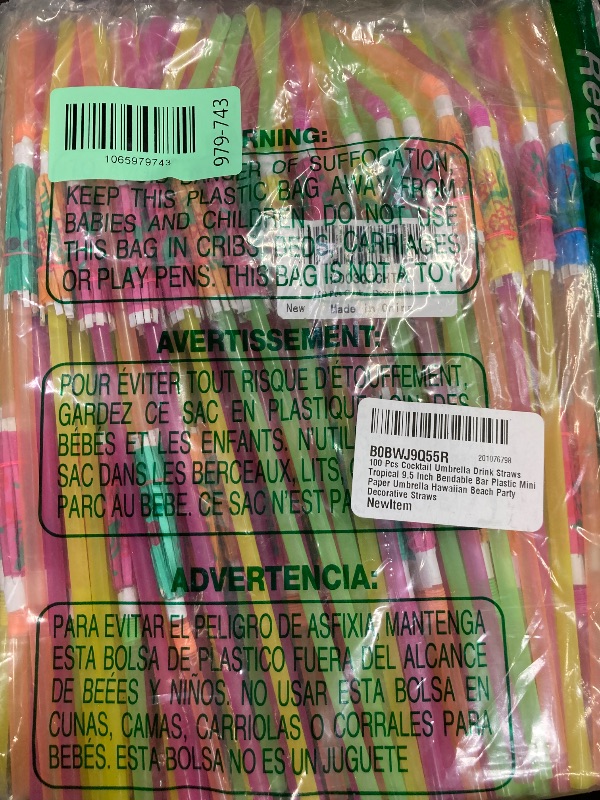 Ready
1065979743
979-743
RNING:
GER OF SUFFOCATION
KEEP THIS PLASTIC BAG AWAY FROM
BABIES AND CHILDREN. DO NOT USE
THIS BAG IN CRIBS BEDS CARRIAGES
OR PLAY PENS. THIS BAG IS NOT A TOY
New Made in China
AVERTISSEMENT:
POUR ÉVITER TOUT RISQUE D'ÉTOUFFEMENT,
GARDEZ CE SAC EN PLASTIQUE DES
BÉBÉS ET LES ENFANTS. N'UTIL
SAC DANS LES BERCEAUX. LITS,
PARC AU BEBE. CE SAC N'EST PA
B0BWJ9Q55R
201076798
100 Pcs Cocktail Umbrella Drink Straws
Tropical 9.5 Inch Bendable Bar Plastic Mini
Paper Umbrella Hawaiian Beach Party
Decorative Straws
NewItem
ADVERTENCIA:
PARA EVITAR EL PELIGRO DE ASFIXIA. MANTENGA
ESTA BOLSA DE PLASTICO FUERA DEL ALCANCE
DE BEÉES Y NIÑOS. NO USAR ESTA BOLSA EN
CUNAS, CAMAS, CARRIOLAS O CORRALES PARA
BEBÉS. ESTA BOLSA NO ES UN JUGUETE